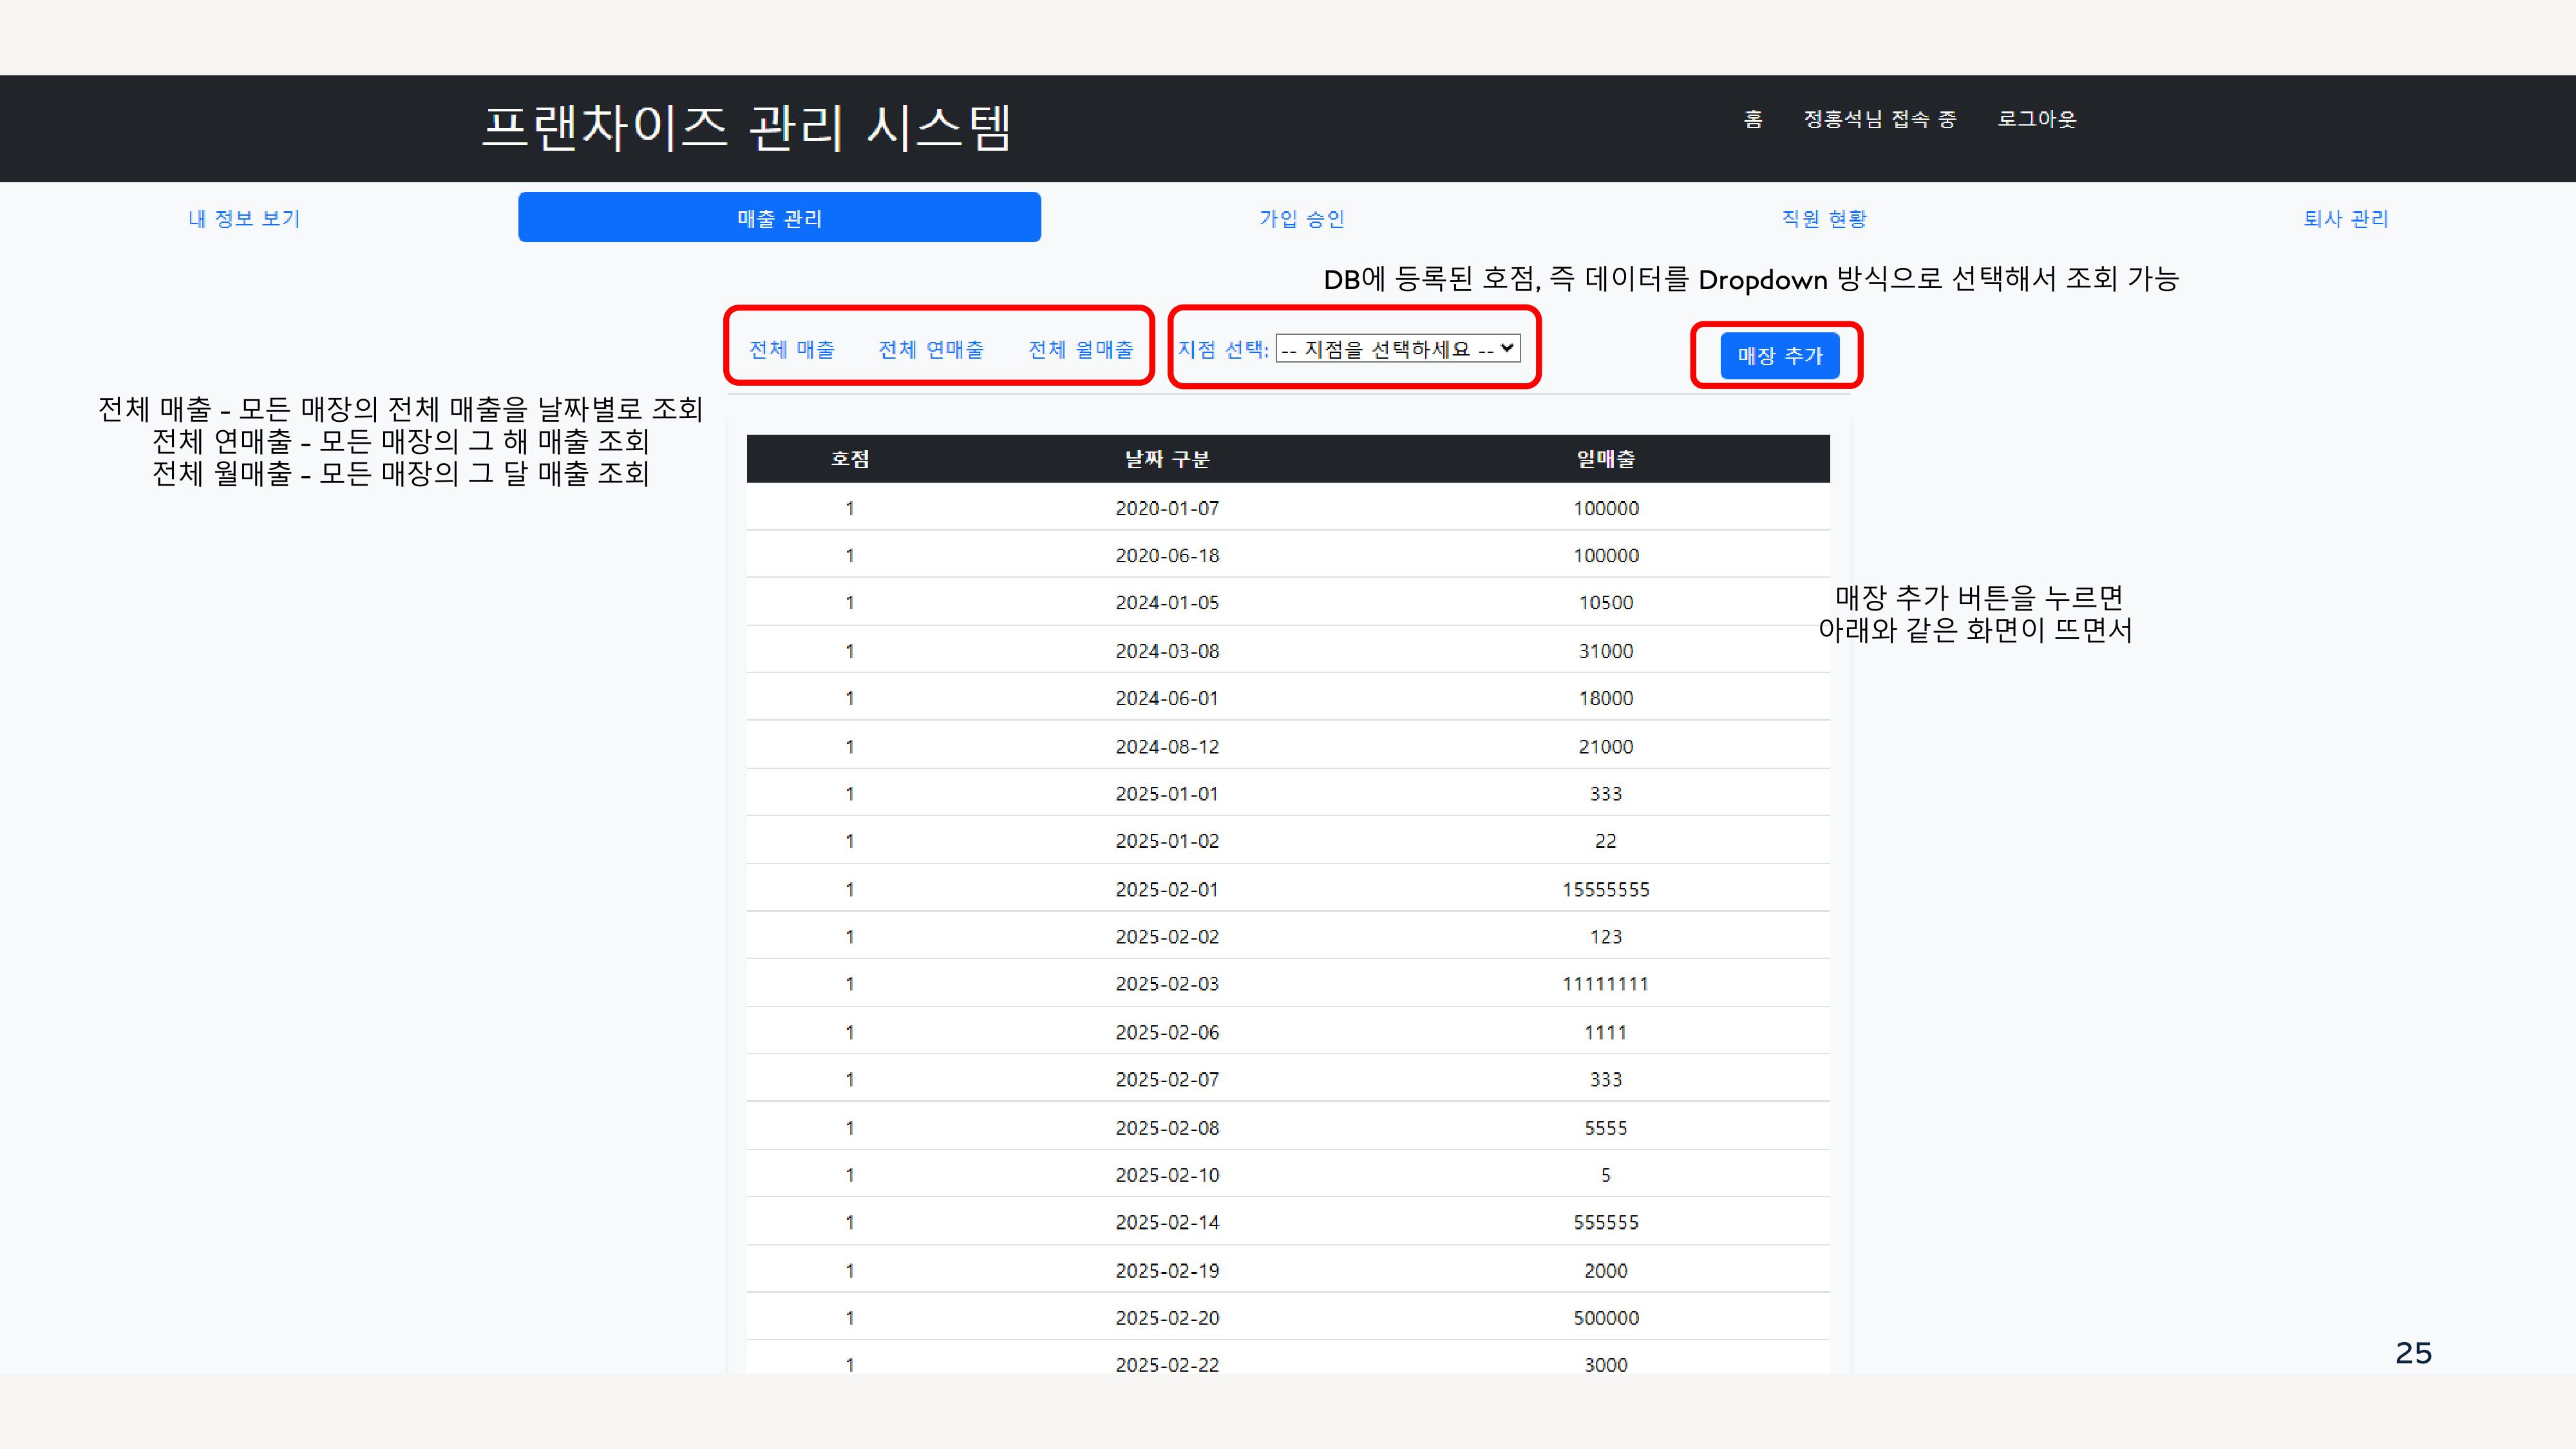 프랜차이즈 관리 시스템
홈 정홍석님 접속 중 로그아웃
내 정보 보기 매출 관리 가입 승인 직원 현황 퇴사 관리
DB에 등록된 호점, 즉 데이터를 Dropdown 방식으로 선택해서 조회 가능
전체 매출 전체 연매출 전체 월매출 지점 선택: -- 지점을 선택하세요 -- 매장 추가
전체 매출 - 모든 매장의 전체 매출을 날짜별로 조회
전체 연매출 - 모든 매장의 그 해 매출 조회
전체 월매출 - 모든 매장의 그 달 매출 조회
호점 날짜 구분 일매출
1 2020-01-07 100000
1 2020-06-18 100000
1 2024-01-05 10500
1 2024-03-08 31000
1 2024-06-01 18000
1 2024-08-12 21000
1 2025-01-01 333
1 2025-01-02 22
1 2025-02-01 15555555
1 2025-02-02 123
1 2025-02-03 11111111
1 2025-02-06 1111
1 2025-02-07 333
1 2025-02-08 5555
1 2025-02-10 5
1 2025-02-14 555555
1 2025-02-19 2000
1 2025-02-20 500000
1 2025-02-22 3000
매장 추가 버튼을 누르면
아래와 같은 화면이 뜨면서
25